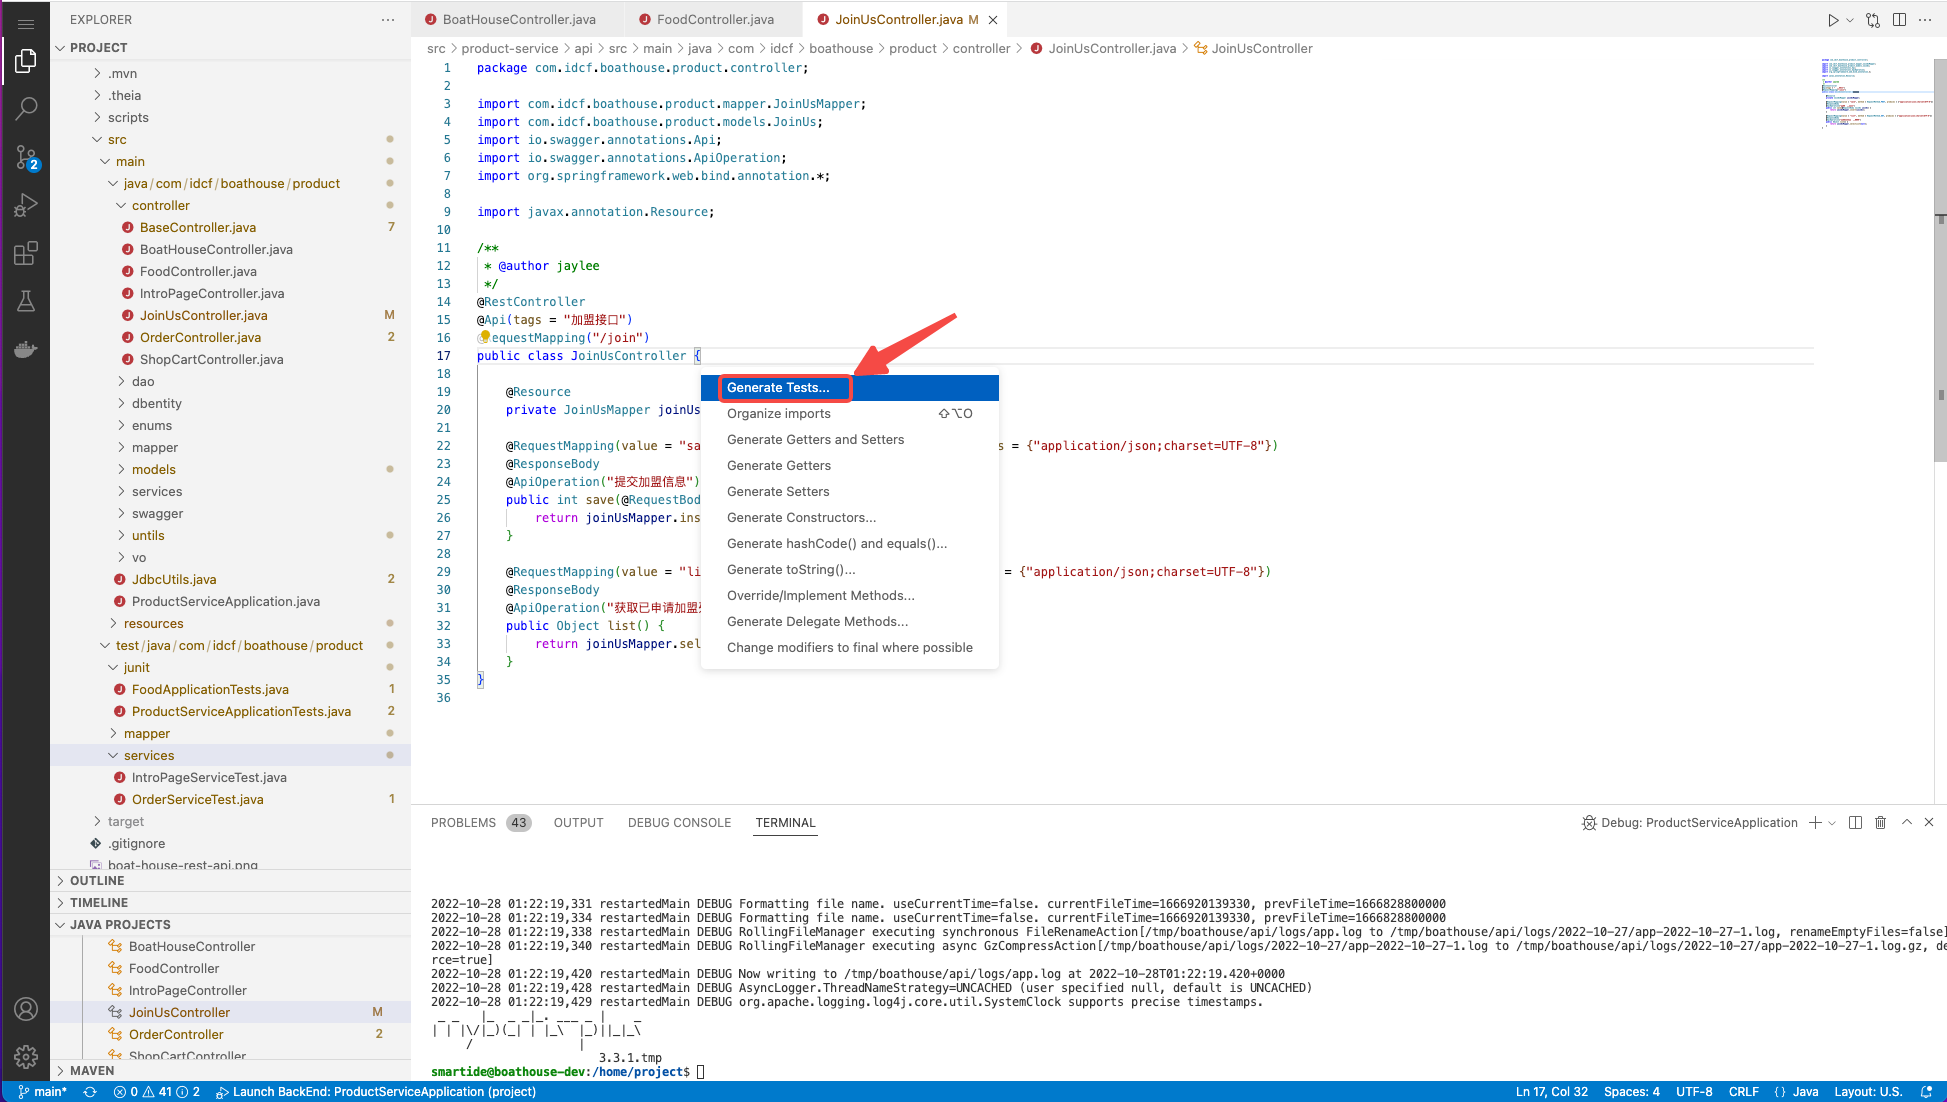 EXPLORER
PROJECT
.mvn
.theia
scripts
src
main
java/com/idcf/boathouse/product
controller
BaseController.java 7
BoatHouseController.java
FoodController.java
IntroPageController.java
JoinUsController.java M
OrderController.java 2
ShopCartController.java
dao
dbentity
enums
mapper
models
services
swagger
untils
vo
JdbcUtils.java 2
ProductServiceApplication.java
resources
test/java/com/idcf/boathouse/product
junit
FoodApplicationTests.java 1
ProductServiceApplicationTests.java 2
mapper
services
IntroPageServiceTest.java
OrderServiceTest.java 1
target
.gitignore
boat-house-rest-api.png
OUTLINE
TIMELINE
JAVA PROJECTS
BoatHouseController
FoodController
IntroPageController
JoinUsController M
OrderController 2
ShopCartController
MAVEN
2
BoatHouseController.java FoodController.java JoinUsController.java M
src > product-service > api > src > main > java > com > idcf > boathouse > product > controller > JoinUsController.java > JoinUsController
1 package com.idcf.boathouse.product.controller;
2
3 import com.idcf.boathouse.product.mapper.JoinUsMapper;
4 import com.idcf.boathouse.product.models.JoinUs;
5 import io.swagger.annotations.Api;
6 import io.swagger.annotations.ApiOperation;
7 import org.springframework.web.bind.annotation.*;
8
9 import javax.annotation.Resource;
10
11 /**
12 * @author jaylee
13 */
14 @RestController
15 @Api(tags = "加盟接口")
16 equestMapping("/join")
17 public class JoinUsController {
18
19 @Resource
20 private JoinUsMapper joinUs
21
22 @RequestMapping(value = "sa s = {"application/json;charset=UTF-8"})
23 @ResponseBody
24 @ApiOperation("提交加盟信息")
25 public int save(@RequestBod
26 return joinUsMapper.ins
27 }
28
29 @RequestMapping(value = "li = {"application/json;charset=UTF-8"})
30 @ResponseBody
31 @ApiOperation("获取已申请加盟
32 public Object list() {
33 return joinUsMapper.sel
34 }
35 }
36
Generate Tests...
Organize imports ⇧⌥O
Generate Getters and Setters
Generate Getters
Generate Setters
Generate Constructors...
Generate hashCode() and equals()...
Generate toString()...
Override/Implement Methods...
Generate Delegate Methods...
Change modifiers to final where possible
PROBLEMS 43 OUTPUT DEBUG CONSOLE TERMINAL Debug: ProductServiceApplication
2022-10-28 01:22:19,331 restartedMain DEBUG Formatting file name. useCurrentTime=false. currentFileTime=1666920139330, prevFileTime=1666828800000
2022-10-28 01:22:19,334 restartedMain DEBUG Formatting file name. useCurrentTime=false. currentFileTime=1666920139330, prevFileTime=1666828800000
2022-10-28 01:22:19,338 restartedMain DEBUG RollingFileManager executing synchronous FileRenameAction[/tmp/boathouse/api/logs/app.log to /tmp/boathouse/api/logs/2022-10-27/app-2022-10-27-1.log, renameEmptyFiles=false]
2022-10-28 01:22:19,340 restartedMain DEBUG RollingFileManager executing async GzCompressAction[/tmp/boathouse/api/logs/2022-10-27/app-2022-10-27-1.log to /tmp/boathouse/api/logs/2022-10-27/app-2022-10-27-1.log.gz, de
rce=true]
2022-10-28 01:22:19,420 restartedMain DEBUG Now writing to /tmp/boathouse/api/logs/app.log at 2022-10-28T01:22:19.420+0000
2022-10-28 01:22:19,428 restartedMain DEBUG AsyncLogger.ThreadNameStrategy=UNCACHED (user specified null, default is UNCACHED)
2022-10-28 01:22:19,429 restartedMain DEBUG org.apache.logging.log4j.core.util.SystemClock supports precise timestamps.
3.3.1.tmp
smartide@boathouse-dev:/home/project$
main* 0 41 2 Launch BackEnd: ProductServiceApplication (project) Ln 17, Col 32 Spaces: 4 UTF-8 CRLF {} Java Layout: U.S.